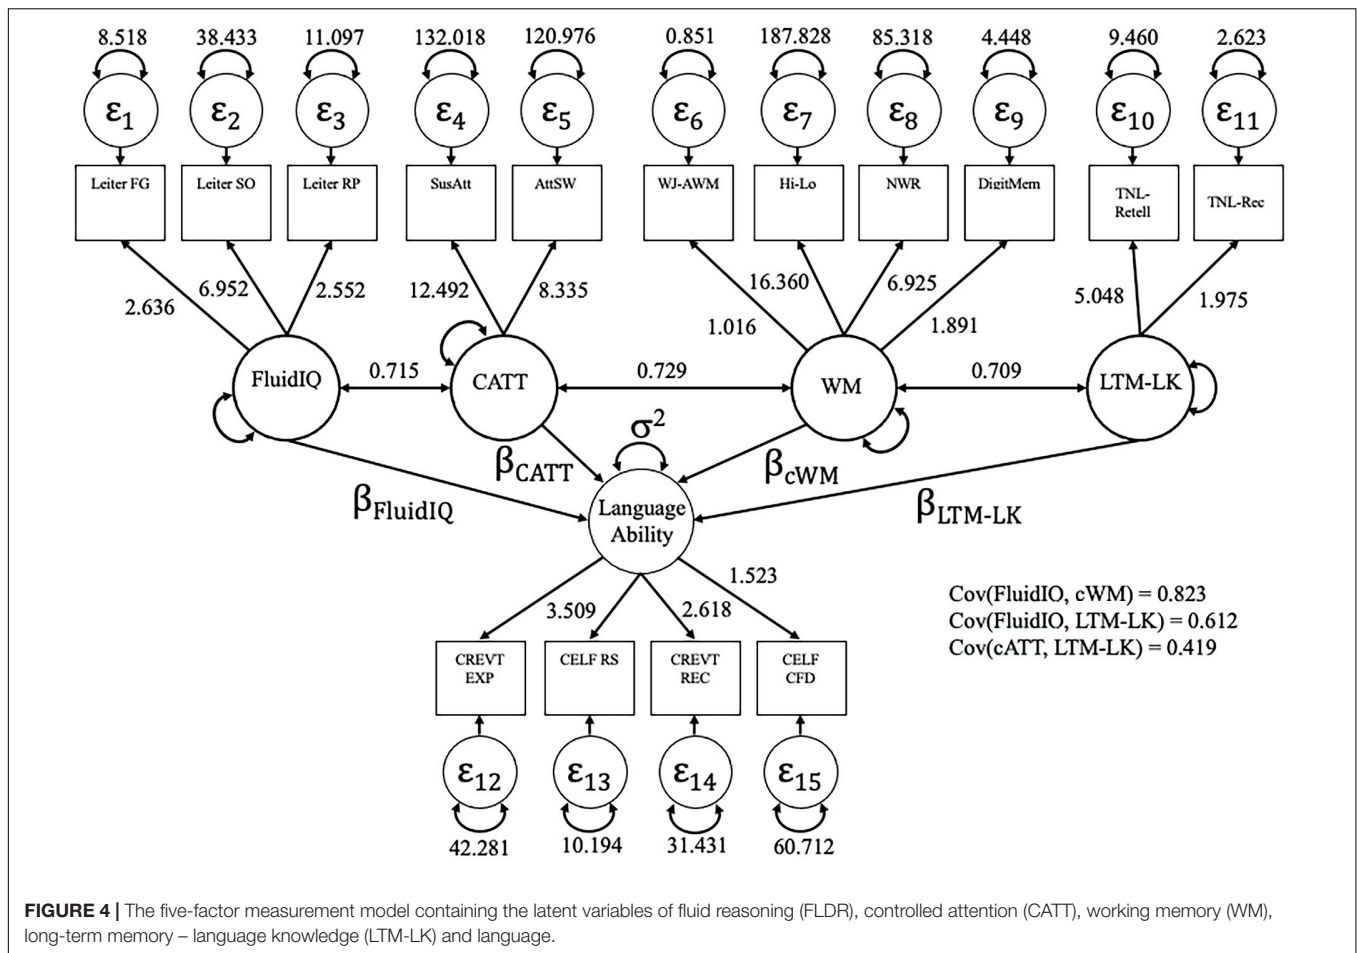 8.518 38.433 11.097 132.018 120.976 0.851 187.828 85.318 4.448 9.460 2.623
ε1 ε2 ε3 ε4 ε5 ε6 ε7 ε8 ε9 ε10 ε11
Leiter FG Leiter SO Leiter RP SusAtt AttSW WJ-AWM Hi-Lo NWR DigitMem TNL-Retell TNL-Rec
2.636 6.952 2.552 12.492 8.335 1.016 16.360 6.925 1.891 5.048 1.975
FluidIQ 0.715 CATT 0.729 WM 0.709 LTM-LK
σ2
βFluidIQ βCATT βcWM βLTM-LK
Language
Ability
3.509 2.618 1.523
Cov(FluidIO, cWM) = 0.823
Cov(FluidIO, LTM-LK) = 0.612
Cov(cATT, LTM-LK) = 0.419
CREVT EXP CELF RS CREVT REC CELF CFD
ε12 ε13 ε14 ε15
42.281 10.194 31.431 60.712
FIGURE 4 | The five-factor measurement model containing the latent variables of fluid reasoning (FLDR), controlled attention (CATT), working memory (WM),
long-term memory – language knowledge (LTM-LK) and language.